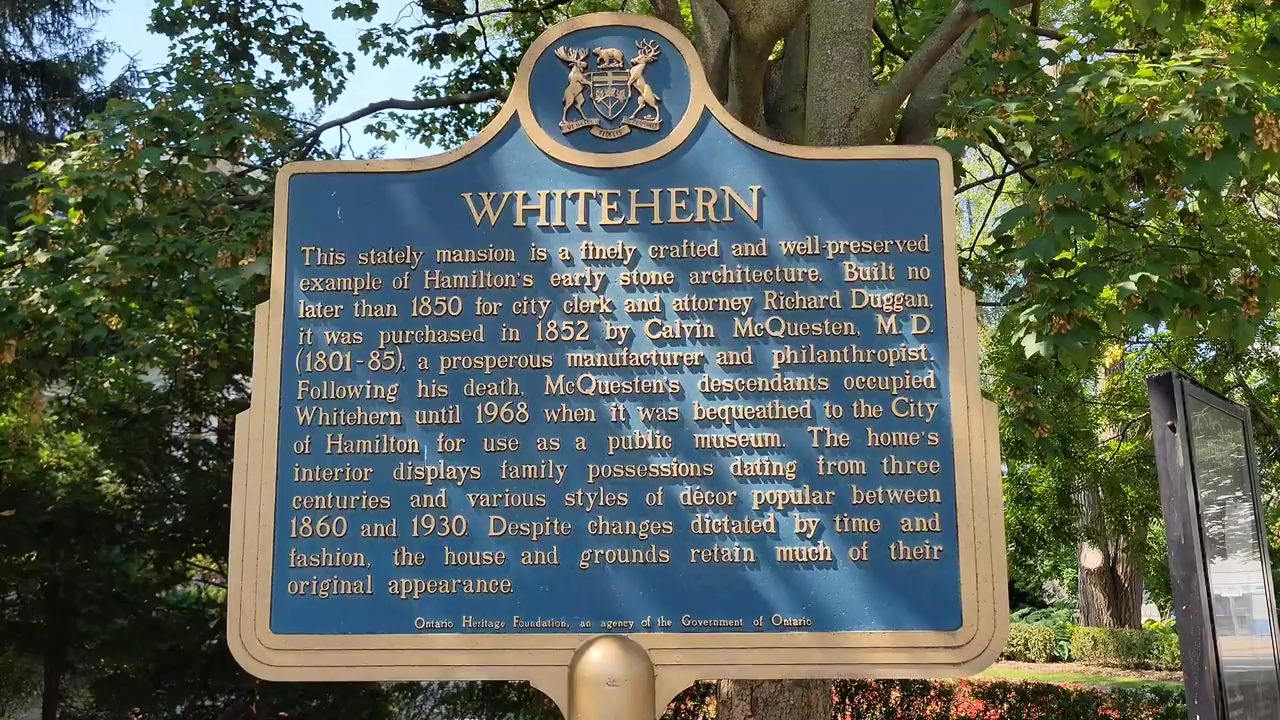 WHITEHERN
This stately mansion is a finely crafted and well-preserved
example of Hamilton's early stone architecture. Built no
later than 1850 for city clerk and attorney Richard Duggan,
it was purchased in 1852 by Calvin McQuesten, M.D.
(1801-85), a prosperous manufacturer and philanthropist.
Following his death, McQuesten's descendants occupied
Whitehern until 1968 when it was bequeathed to the City
of Hamilton for use as a public museum. The home's
interior displays family possessions dating from three
centuries and various styles of décor popular between
1860 and 1930. Despite changes dictated by time and
fashion, the house and grounds retain much of their
original appearance.
Ontario Heritage Foundation, an agency of the Government of Ontario